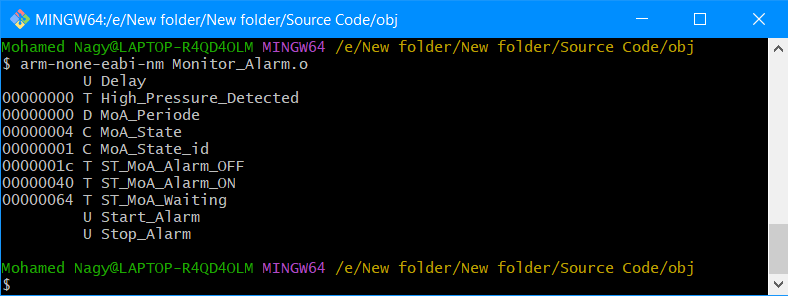 MINGW64:/e/New folder/New folder/Source Code/obj
Mohamed Nagy@LAPTOP-R4QD4OLM MINGW64 /e/New folder/New folder/Source Code/obj
$ arm-none-eabi-nm Monitor_Alarm.o
         U Delay
00000000 T High_Pressure_Detected
00000000 D MoA_Periode
00000004 C MoA_State
00000001 C MoA_State_id
0000001c T ST_MoA_Alarm_OFF
00000040 T ST_MoA_Alarm_ON
00000064 T ST_MoA_Waiting
         U Start_Alarm
         U Stop_Alarm
Mohamed Nagy@LAPTOP-R4QD4OLM MINGW64 /e/New folder/New folder/Source Code/obj
$